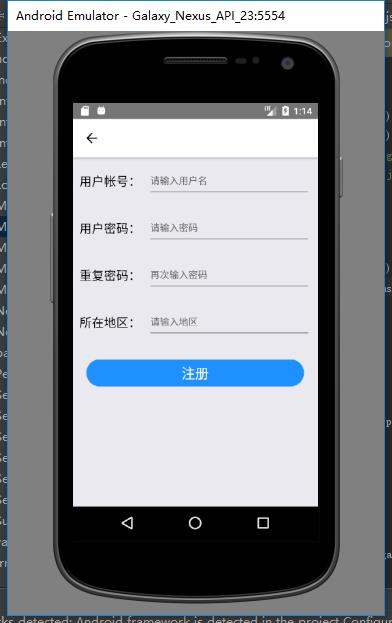 Android Emulator - Galaxy_Nexus_API_23:5554
1:14
用户帐号： 请输入用户名
用户密码： 请输入密码
重复密码： 再次输入密码
所在地区： 请输入地区
注册
ks detected: Android framework is detected in the project Configur